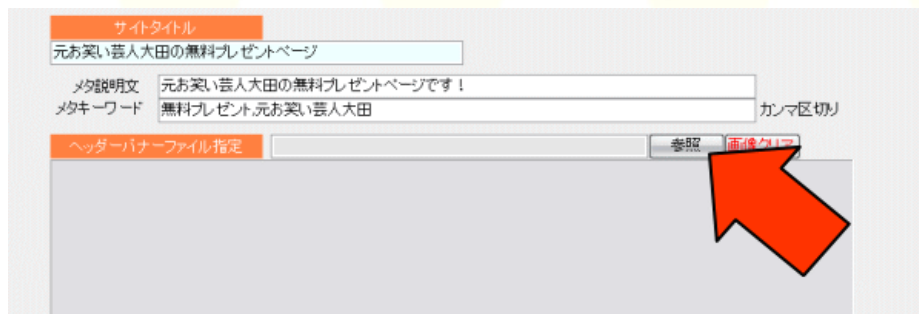 サイトタイトル
元お笑い芸人大田の無料プレゼントページ
メタ説明文 元お笑い芸人大田の無料プレゼントページです！
メタキーワード 無料プレゼント,元お笑い芸人大田 カンマ区切り
ヘッダーバナーファイル指定 参照 画像クリア